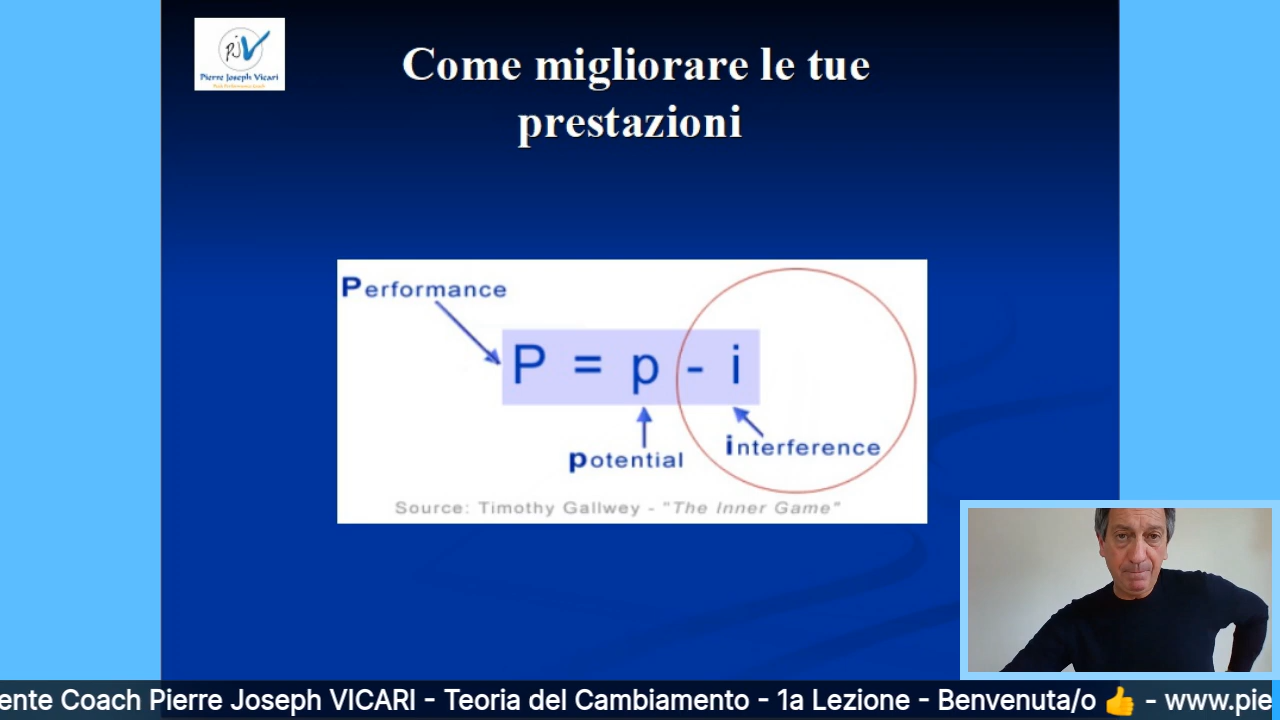 Pierre Joseph Vicari
Come migliorare le tue
prestazioni
Performance
P = p - i
potential
interference
Source: Timothy Gallwey - "The Inner Game"
ente Coach Pierre Joseph VICARI - Teoria del Cambiamento - 1a Lezione - Benvenuta/o 👍 - www.pie